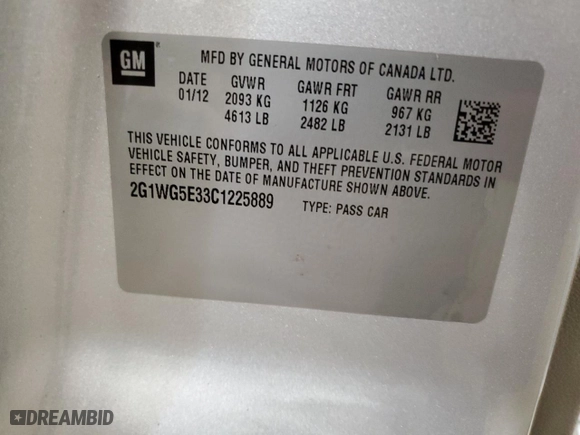 GM
MFD BY GENERAL MOTORS OF CANADA LTD.
DATE GVWR GAWR FRT GAWR RR
01/12 2093 KG 1126 KG 967 KG
4613 LB 2482 LB 2131 LB
THIS VEHICLE CONFORMS TO ALL APPLICABLE U.S. FEDERAL MOTOR
VEHICLE SAFETY, BUMPER, AND THEFT PREVENTION STANDARDS IN
EFFECT ON THE DATE OF MANUFACTURE SHOWN ABOVE.
2G1WG5E33C1225889 TYPE: PASS CAR
DREAMBID